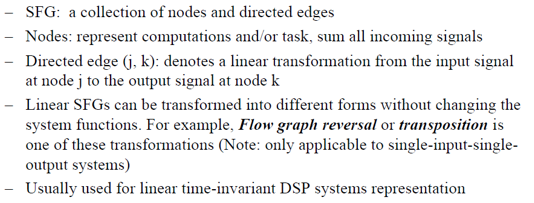 – SFG: a collection of nodes and directed edges
– Nodes: represent computations and/or task, sum all incoming signals
– Directed edge (j, k): denotes a linear transformation from the input signal
at node j to the output signal at node k
– Linear SFGs can be transformed into different forms without changing the
system functions. For example, Flow graph reversal or transposition is
one of these transformations (Note: only applicable to single-input-single-
output systems)
– Usually used for linear time-invariant DSP systems representation